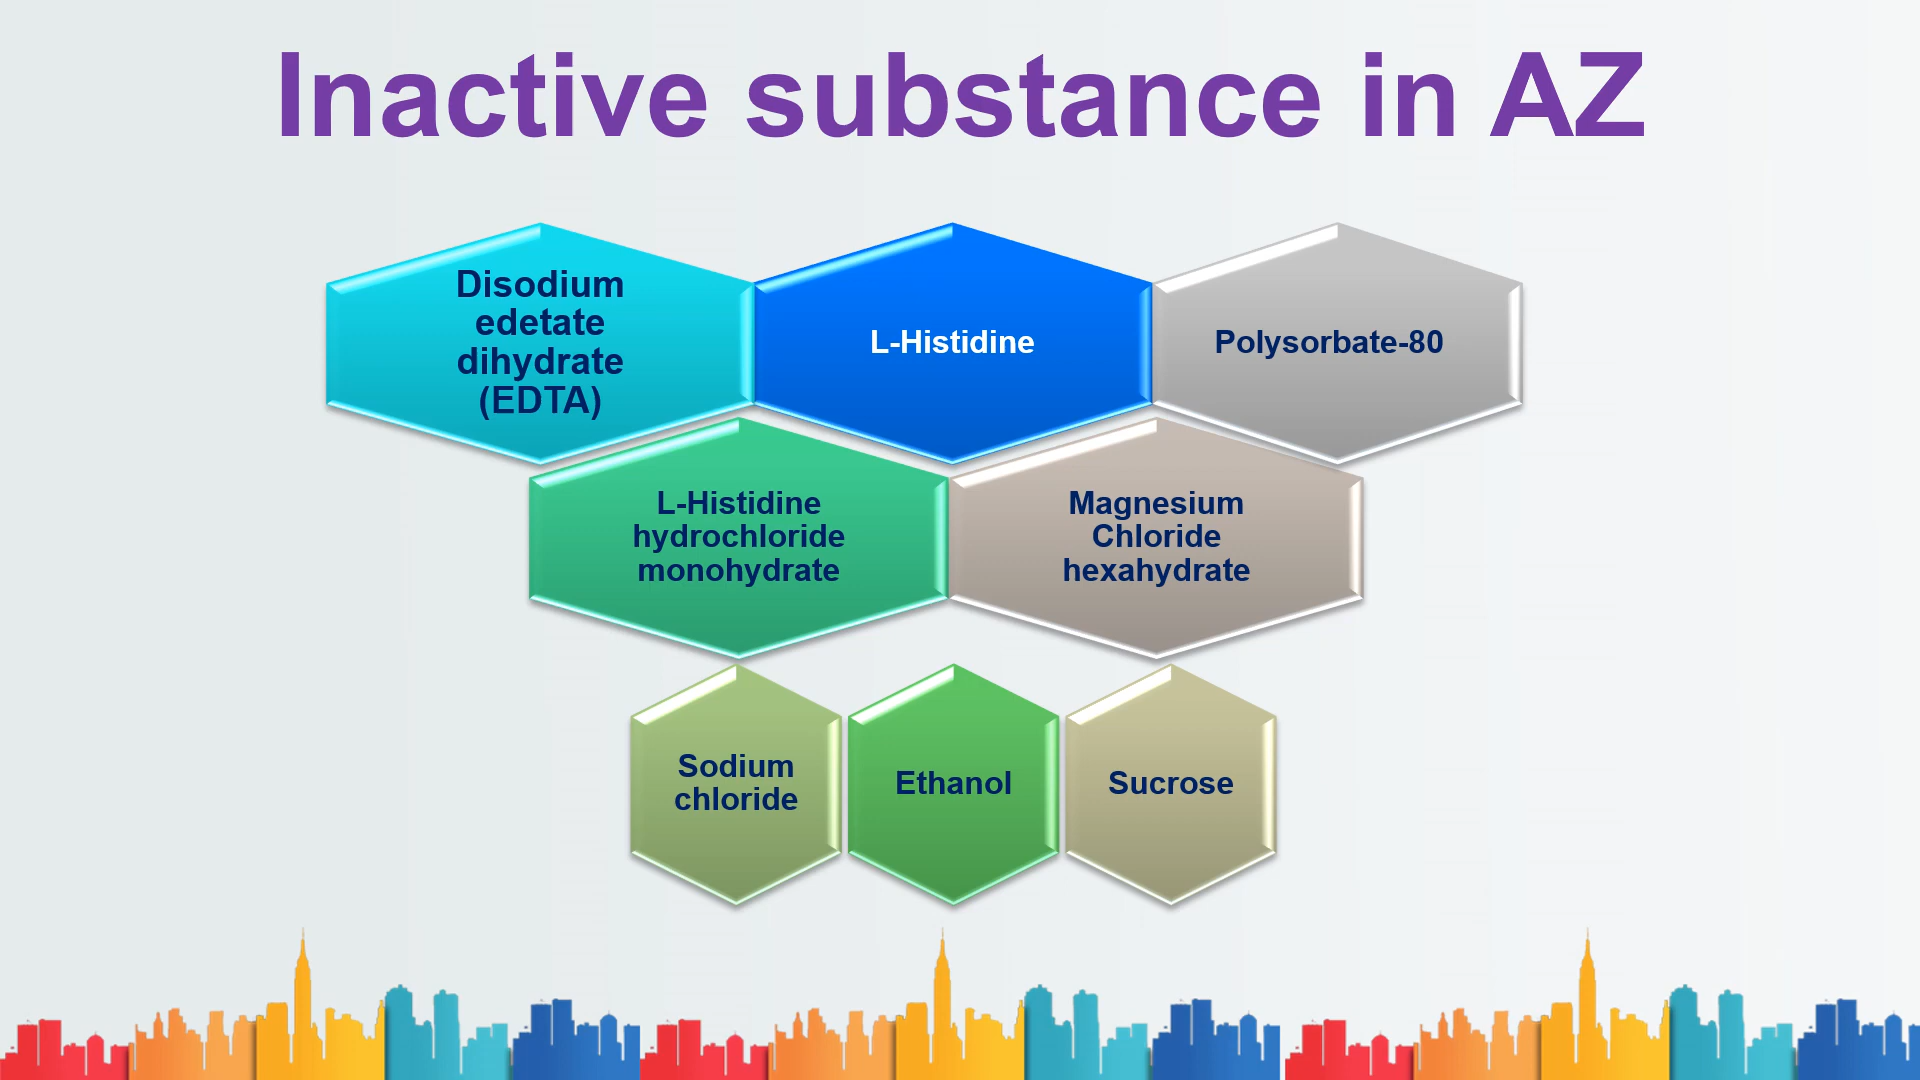 Inactive substance in AZ
Disodium
edetate
dihydrate
(EDTA)
L-Histidine
Polysorbate-80
L-Histidine
hydrochloride
monohydrate
Magnesium
Chloride
hexahydrate
Sodium
chloride
Ethanol
Sucrose